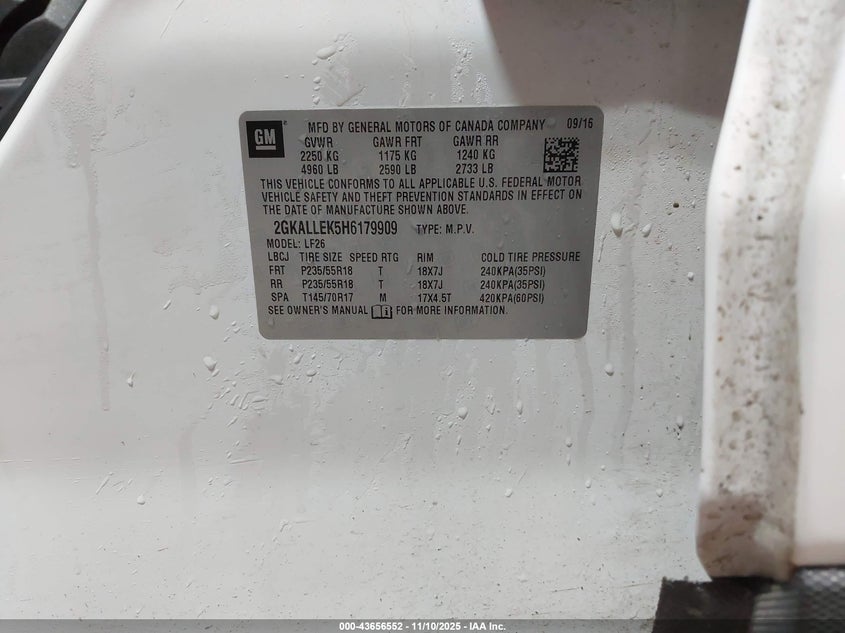 GM
MFD BY GENERAL MOTORS OF CANADA COMPANY 09/16
GVWR GAWR FRT GAWR RR
2250 KG 1175 KG 1240 KG
4960 LB 2590 LB 2733 LB
THIS VEHICLE CONFORMS TO ALL APPLICABLE U.S. FEDERAL MOTOR
VEHICLE SAFETY AND THEFT PREVENTION STANDARDS IN EFFECT ON
THE DATE OF MANUFACTURE SHOWN ABOVE.
2GKALLEK5H6179909 TYPE: M.P.V.
MODEL: LF26
LBCJ TIRE SIZE SPEED RTG RIM COLD TIRE PRESSURE
FRT P235/55R18 T 18X7J 240KPA(35PSI)
RR P235/55R18 T 18X7J 240KPA(35PSI)
SPA T145/70R17 M 17X4.5T 420KPA(60PSI)
SEE OWNER'S MANUAL FOR MORE INFORMATION.
000-43656552 — 11/10/2025 — IAA Inc.